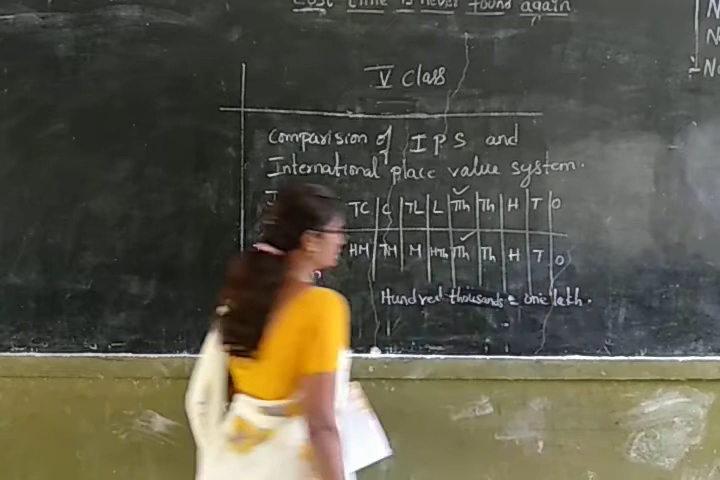 Lost time is never found again
V Class
Comparision of IPS and
International place value system.
TC C TL L TTh Th H T O
HM TM M HTh TTh Th H T O
Hundred thousands = one lakh.